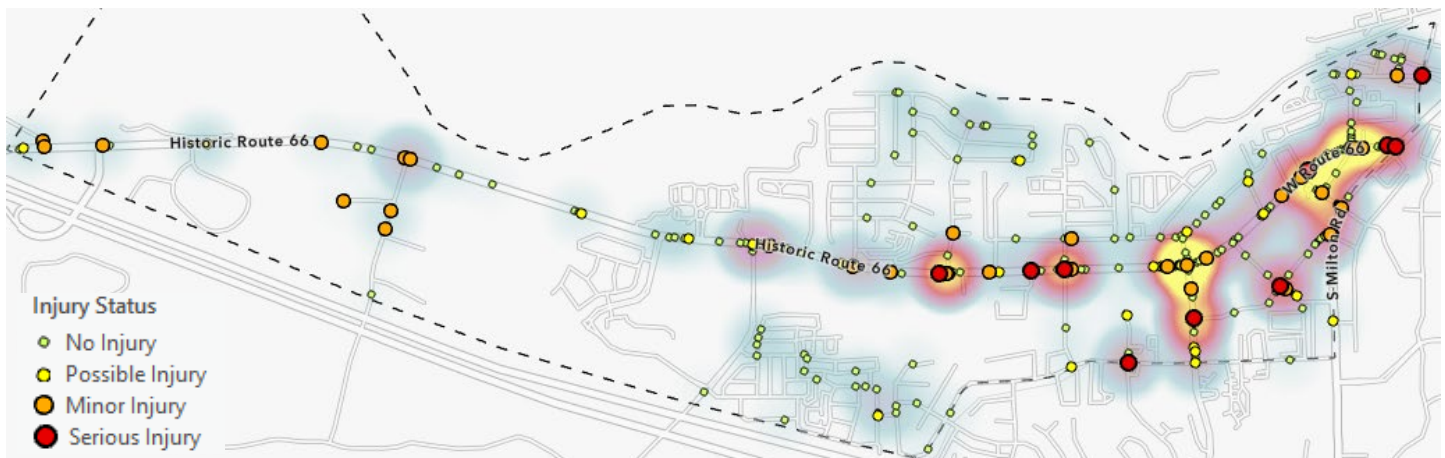 Historic Route 66
Historic Route 66
W Route 66
S Milton Rd
Injury Status
No Injury
Possible Injury
Minor Injury
Serious Injury